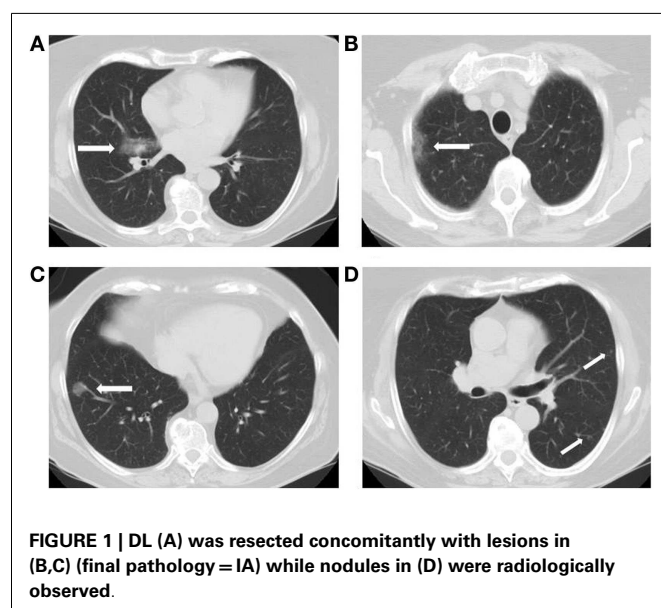 A
B
C
D
FIGURE 1 | DL (A) was resected concomitantly with lesions in
(B,C) (final pathology = IA) while nodules in (D) were radiologically
observed.